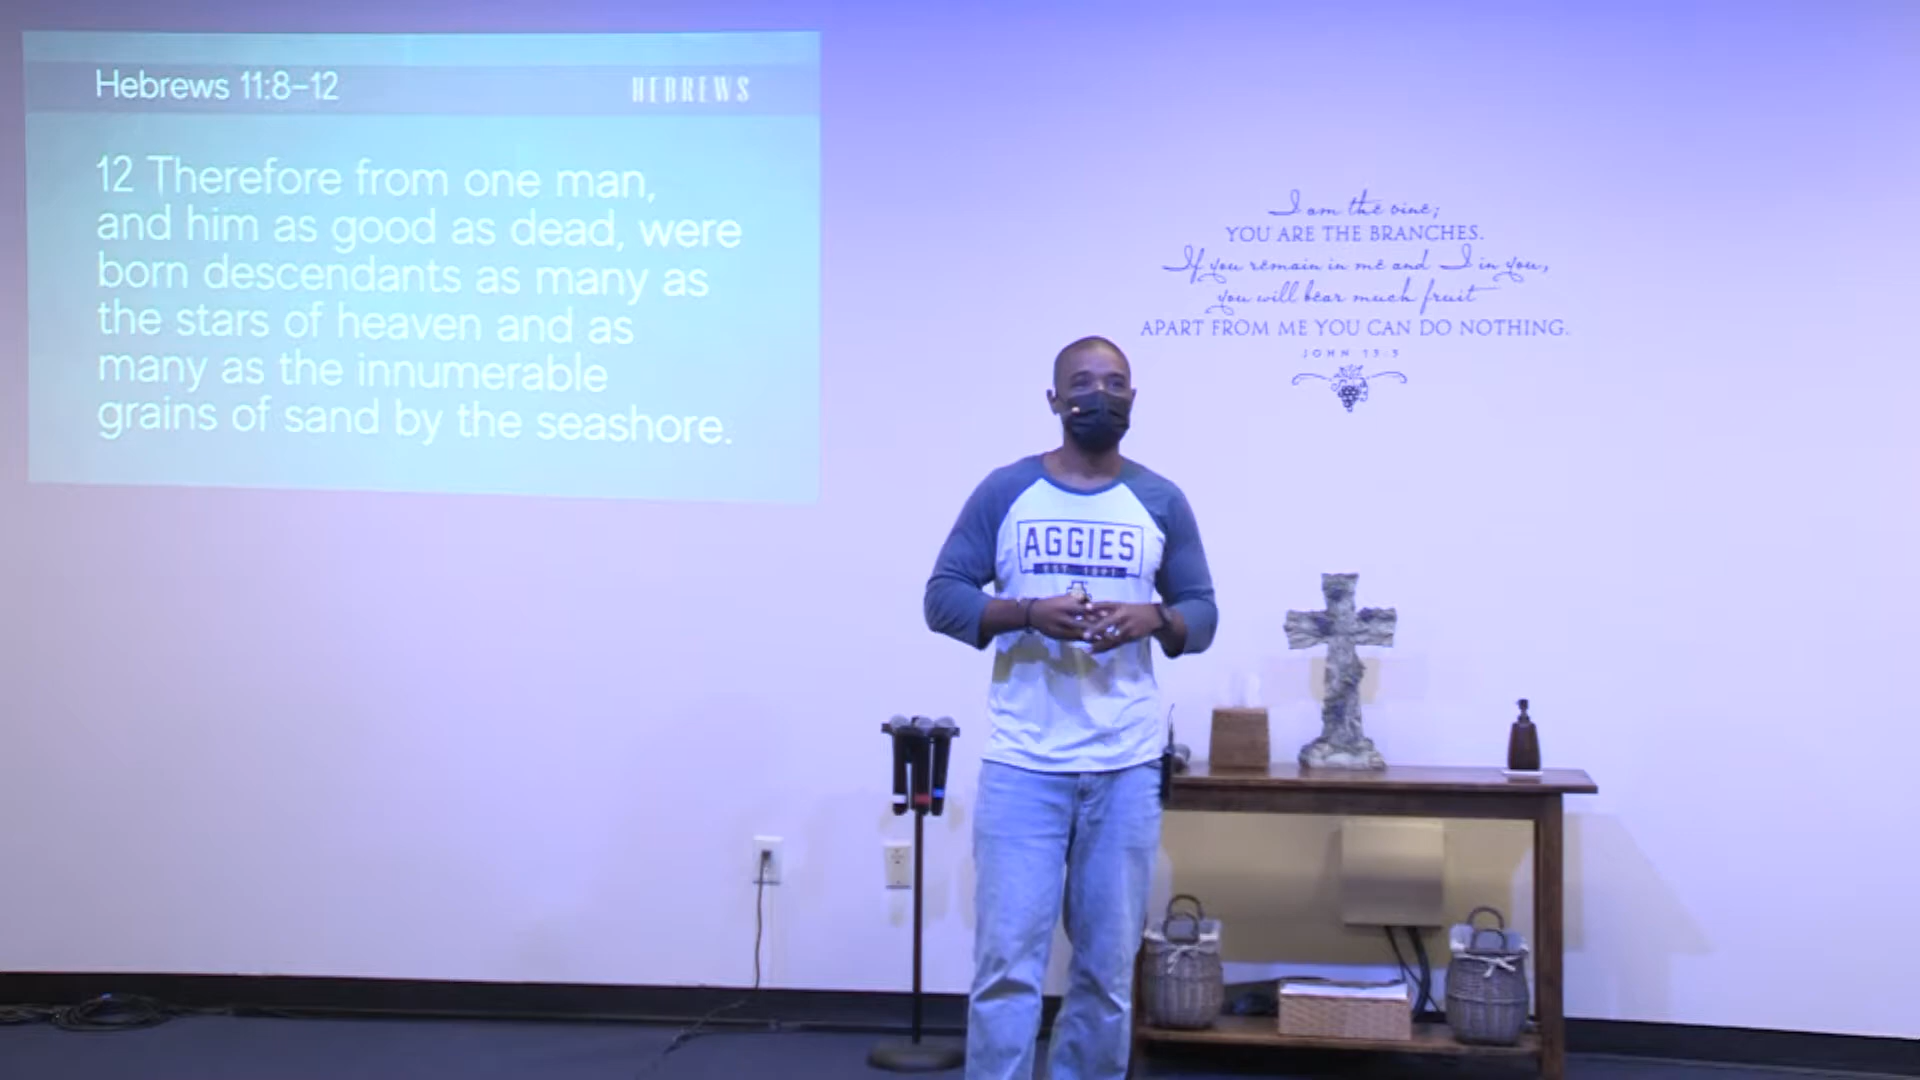 Hebrews 11:8–12
HEBREWS
12 Therefore from one man,
and him as good as dead, were
born descendants as many as
the stars of heaven and as
many as the innumerable
grains of sand by the seashore.
I am the vine;
YOU ARE THE BRANCHES.
If you remain in me and I in you,
you will bear much fruit
APART FROM ME YOU CAN DO NOTHING.
JOHN 15:5
AGGIES
EST. 1891